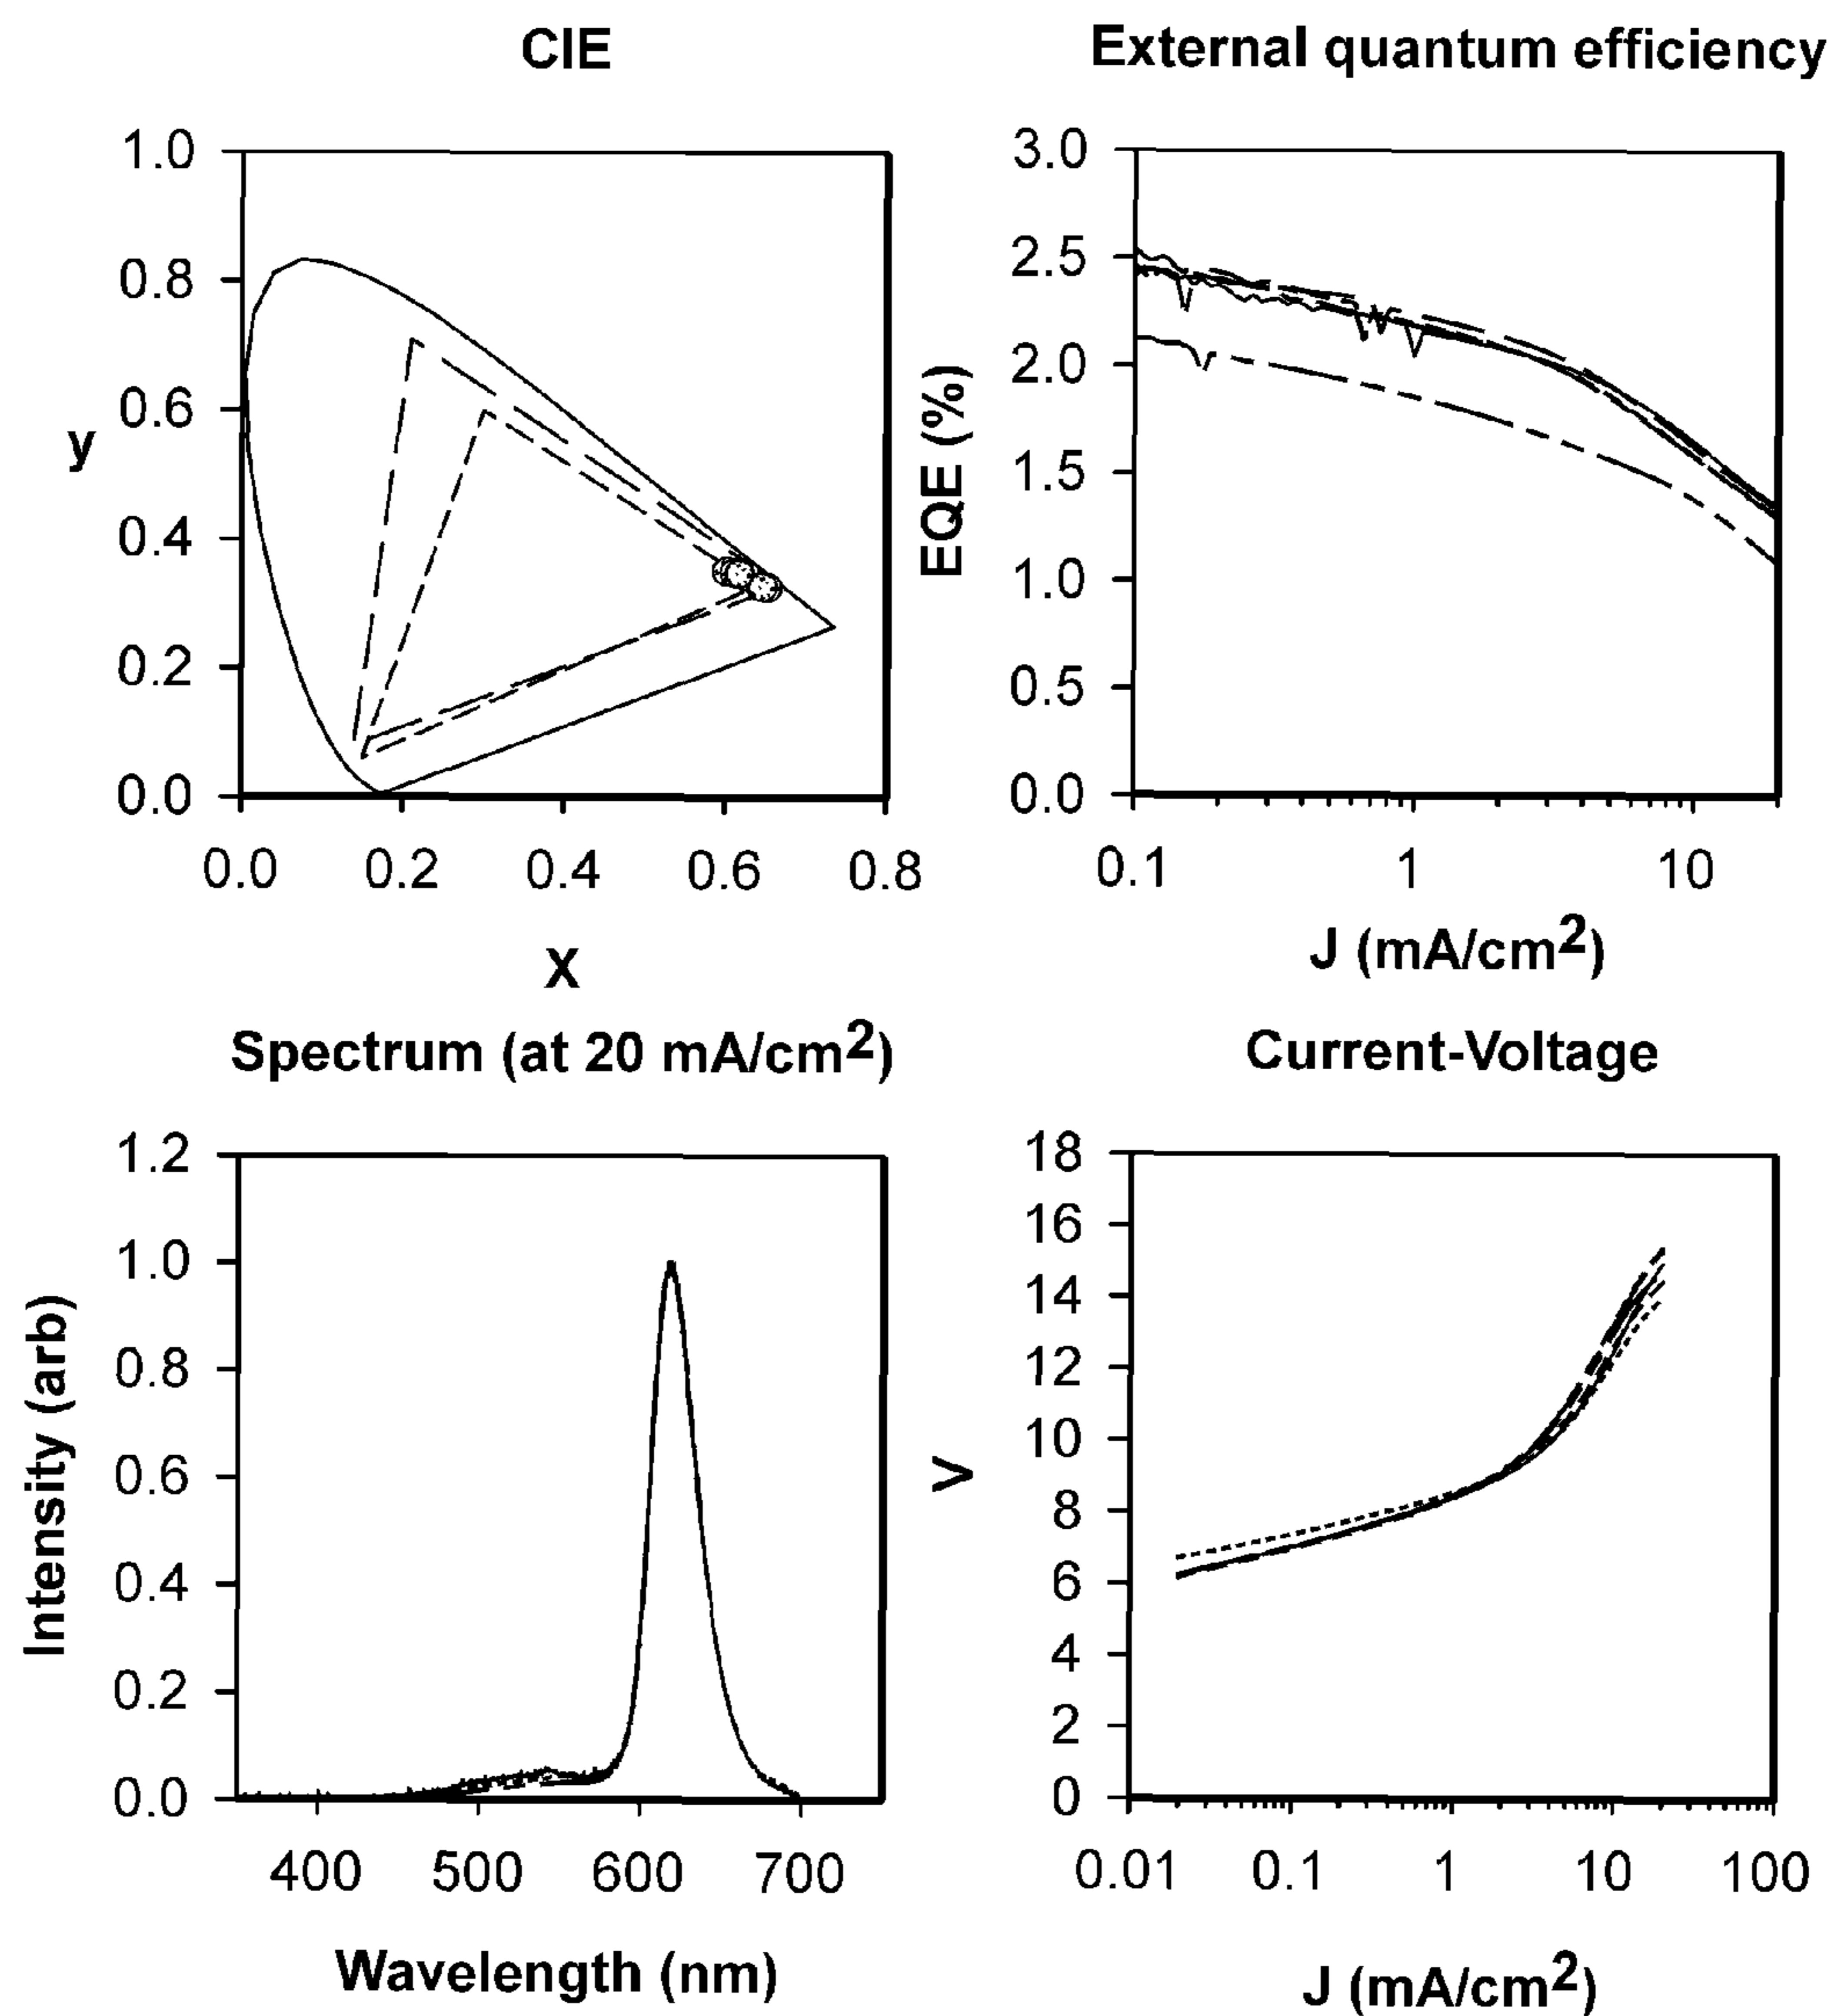 CIE
1.0
0.8
0.6
0.4
0.2
0.0
y
0.0 0.2 0.4 0.6 0.8
X
External quantum efficiency
3.0
2.5
2.0
1.5
1.0
0.5
0.0
EQE (%)
0.1 1 10
J (mA/cm2)
Spectrum (at 20 mA/cm2)
1.2
1.0
0.8
0.6
0.4
0.2
0.0
Intensity (arb)
400 500 600 700
Wavelength (nm)
Current-Voltage
18
16
14
12
10
8
6
4
2
0
V
0.01 0.1 1 10 100
J (mA/cm2)